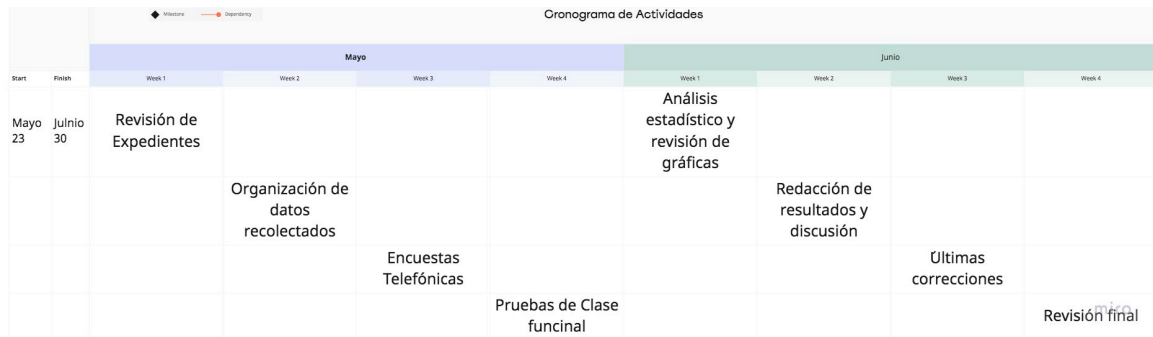 Milestone Dependency
Cronograma de Actividades
Mayo Junio
Start Finish Week 1 Week 2 Week 3 Week 4 Week 1 Week 2 Week 3 Week 4
Mayo 23
Julnio 30
Revisión de
Expedientes
Análisis
estadístico y
revisión de
gráficas
Organización de
datos
recolectados
Redacción de
resultados y
discusión
Encuestas
Telefónicas
Últimas
correcciones
Pruebas de Clase
funcinal
Revisión final
miro